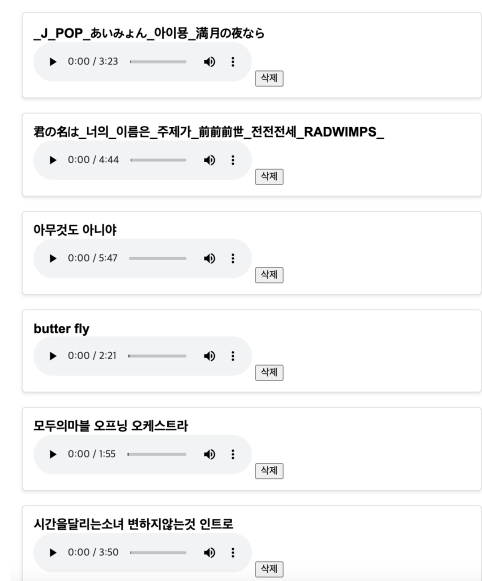 _J_POP_あいみょん_아이묭_満月の夜なら
0:00 / 3:23
삭제
君の名は_너의_이름은_주제가_前前前世_전전전세_RADWIMPS_
0:00 / 4:44
삭제
아무것도 아니야
0:00 / 5:47
삭제
butter fly
0:00 / 2:21
삭제
모두의마블 오프닝 오케스트라
0:00 / 1:55
삭제
시간을달리는소녀 변하지않는것 인트로
0:00 / 3:50
삭제